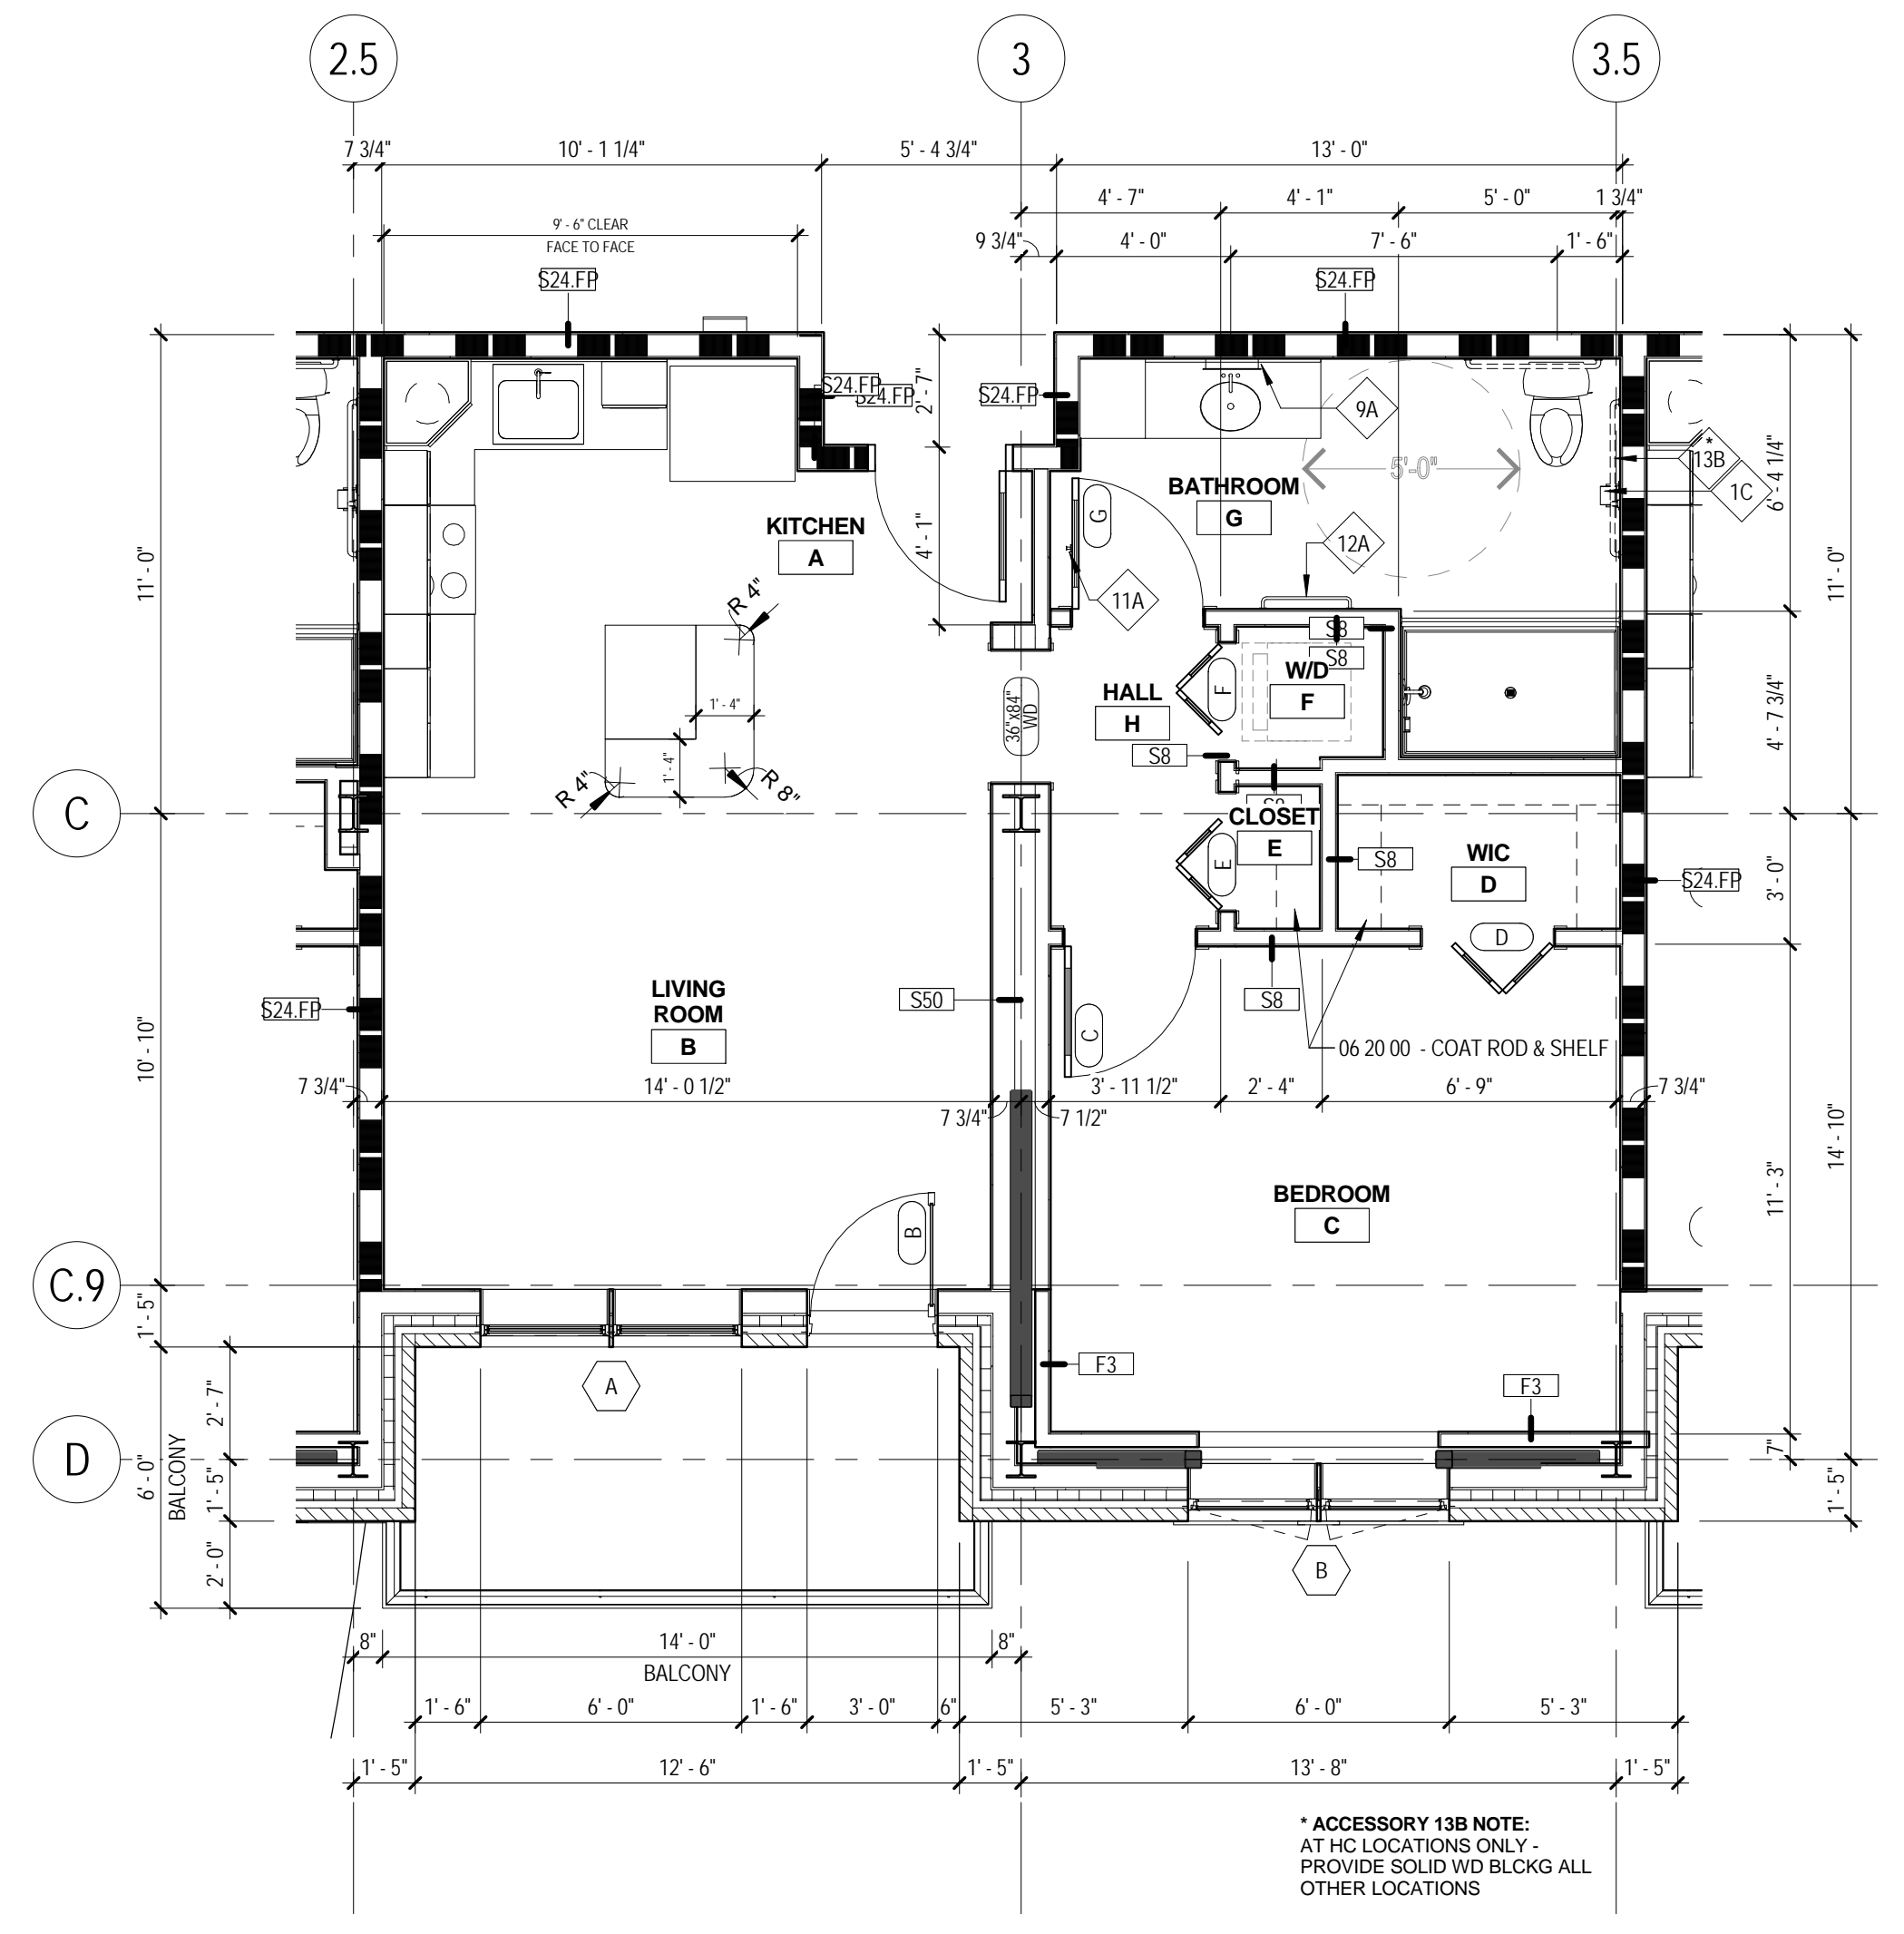 2.5
3
3.5
7 3/4"
10' - 1 1/4"
5' - 4 3/4"
13' - 0"
4' - 7"
4' - 1"
5' - 0"
1 3/4"
9' - 6" CLEAR
FACE TO FACE
9 3/4"
4' - 0"
7' - 6"
1' - 6"
S24.FP
S24.FP
S24.FP
S24.FP
S24.FP
2' - 7"
9A
5'-0"
*
13B
1C
6' - 4 1/4"
BATHROOM
G
G
KITCHEN
A
4' - 1"
12A
11A
11' - 0"
11' - 0"
R 4"
S8
S8
W/D
F
F
HALL
H
36"x84"
WD
1' - 4"
1' - 4"
R 4"
R 8"
S8
4' - 7 3/4"
C
CLOSET
E
E
S8
WIC
D
D
S24.FP
3' - 0"
LIVING
ROOM
B
S50
S8
S24.FP
C
06 20 00 - COAT ROD & SHELF
10' - 10"
7 3/4"
14' - 0 1/2"
7 3/4"
7 1/2"
3' - 11 1/2"
2' - 4"
6' - 9"
7 3/4"
14' - 10"
11' - 3"
BEDROOM
C
B
C.9
1' - 5"
F3
F3
A
2' - 7"
D
6' - 0"
BALCONY
1' - 5"
2' - 0"
7"
1' - 5"
B
8"
14' - 0"
8"
BALCONY
1' - 6"
6' - 0"
1' - 6"
3' - 0"
6"
5' - 3"
6' - 0"
5' - 3"
1' - 5"
12' - 6"
1' - 5"
13' - 8"
1' - 5"
* ACCESSORY 13B NOTE:
AT HC LOCATIONS ONLY -
PROVIDE SOLID WD BLCKG ALL
OTHER LOCATIONS